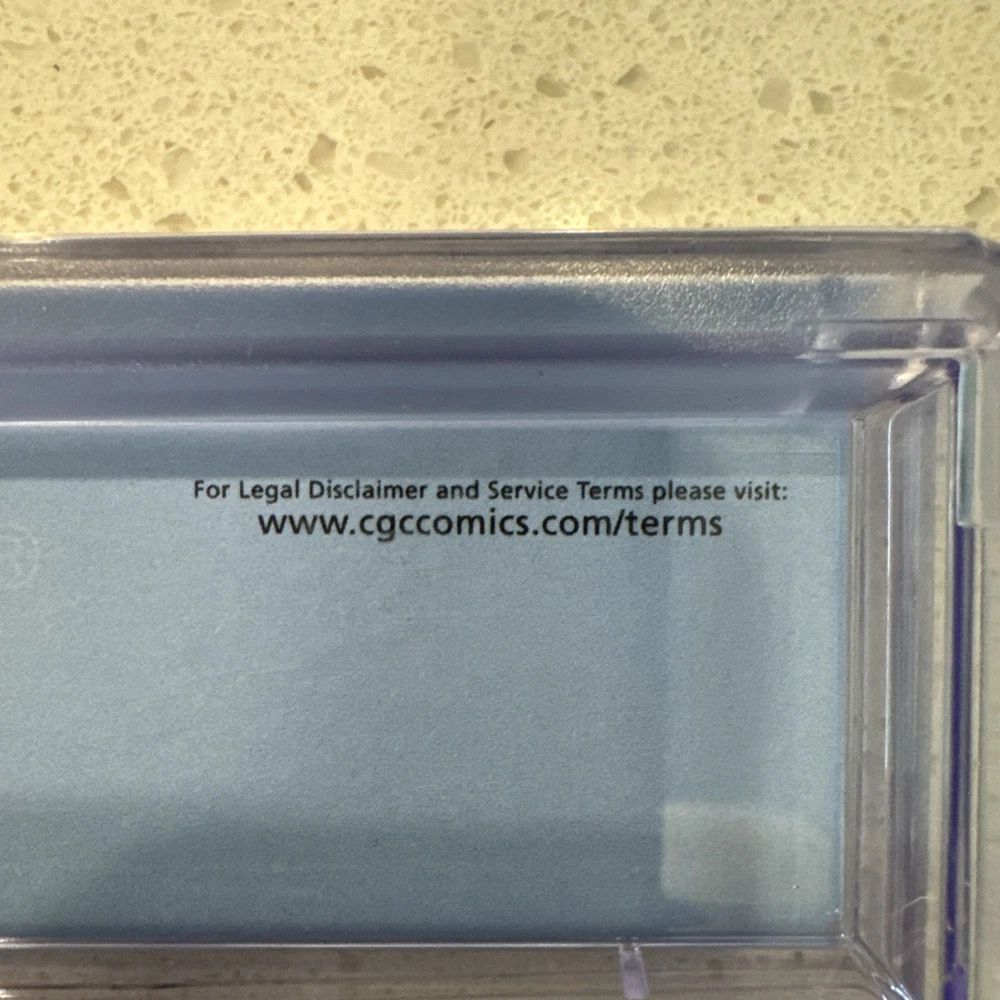 For Legal Disclaimer and Service Terms please visit:
www.cgccomics.com/terms
®